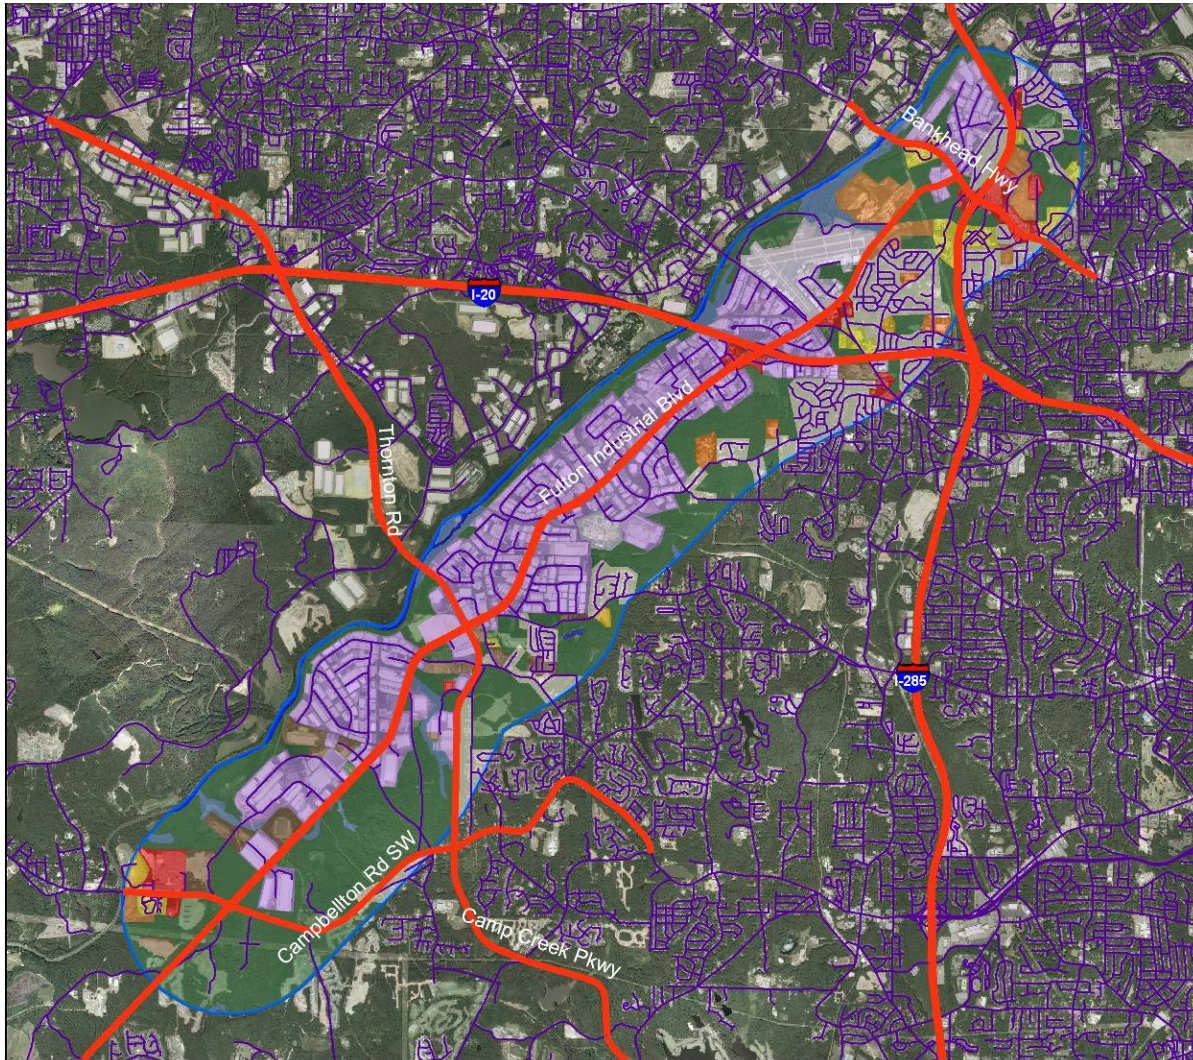 Bankhead Hwy
I-20
Fulton Industrial Blvd
Thornton Rd
I-285
Campbellton Rd SW
Camp Creek Pkwy